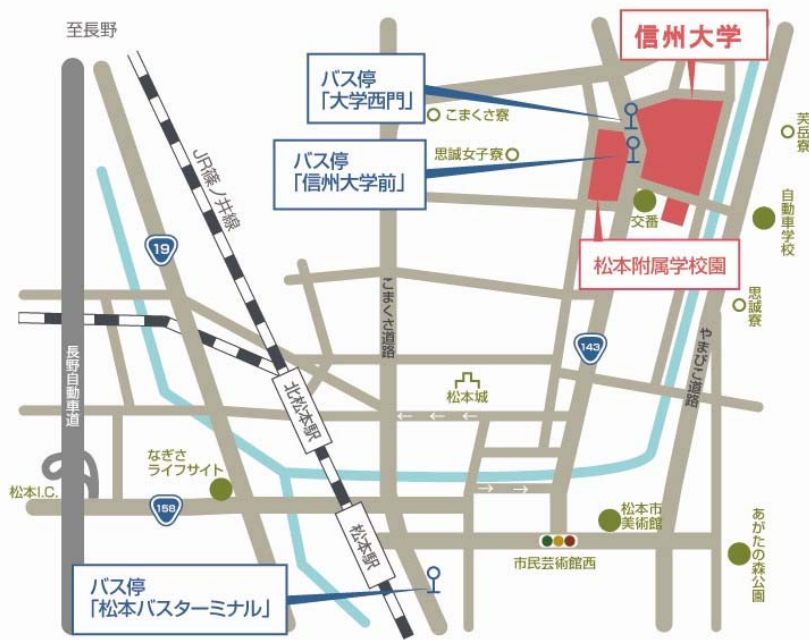 至長野
信州大学
バス停
「大学西門」
こまくさ寮
思誠女子寮
バス停
「信州大学前」
芙岳寮
自動車学校
交番
松本附属学校園
JR篠ノ井線
19
こまくさ道路
思誠寮
143
やまびこ道路
長野自動車道
北松本駅
松本城
なぎさ
ライフサイト
松本I.C.
158
松本駅
松本市
美術館
市民芸術館西
あがたの森公園
バス停
「松本バスターミナル」